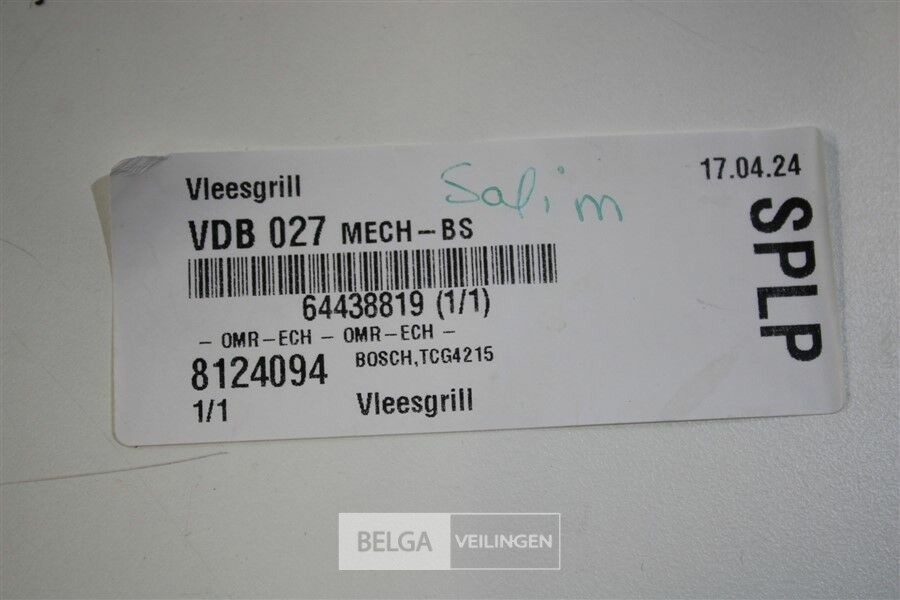 Vleesgrill
Salim
17.04.24
VDB 027 MECH-BS
SPLP
64438819 (1/1)
- OMR-ECH - OMR-ECH -
8124094 BOSCH,TCG4215
1/1 Vleesgrill
BELGA VEILINGEN